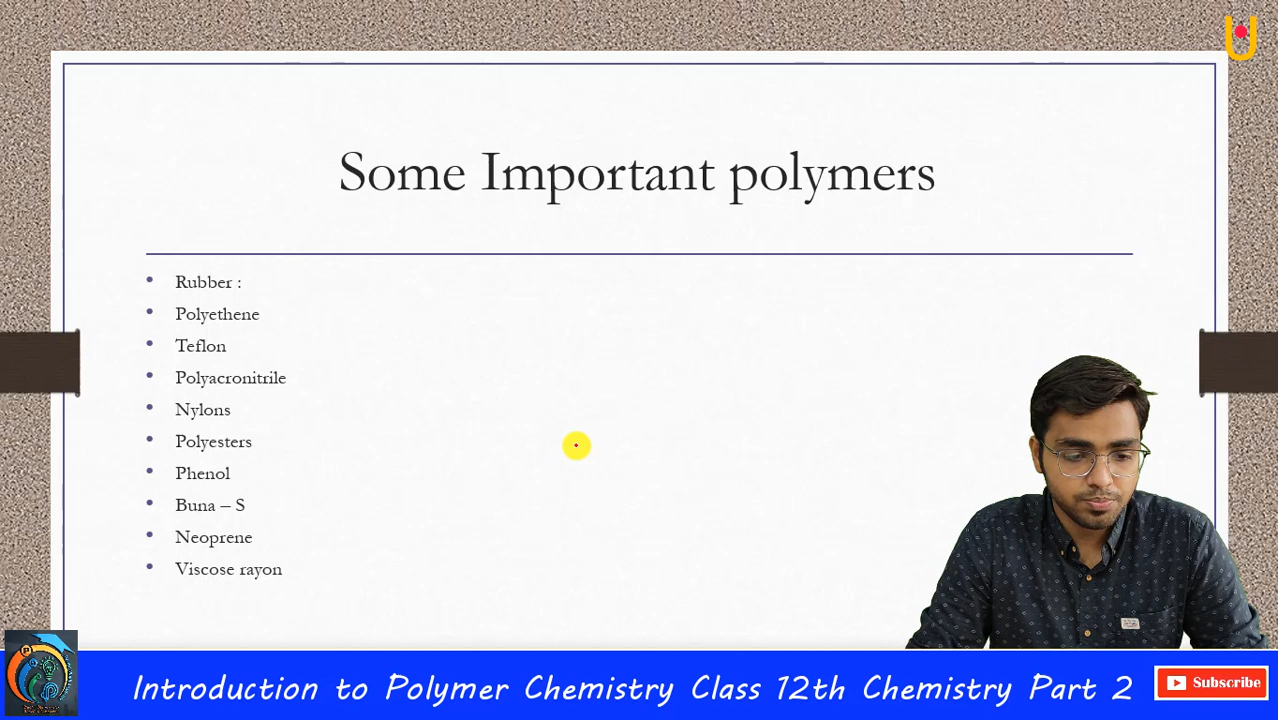 Some Important polymers
• Rubber :
• Polyethene
• Teflon
• Polyacronitrile
• Nylons
• Polyesters
• Phenol
• Buna – S
• Neoprene
• Viscose rayon
Introduction to Polymer Chemistry Class 12th Chemistry Part 2
Subscribe